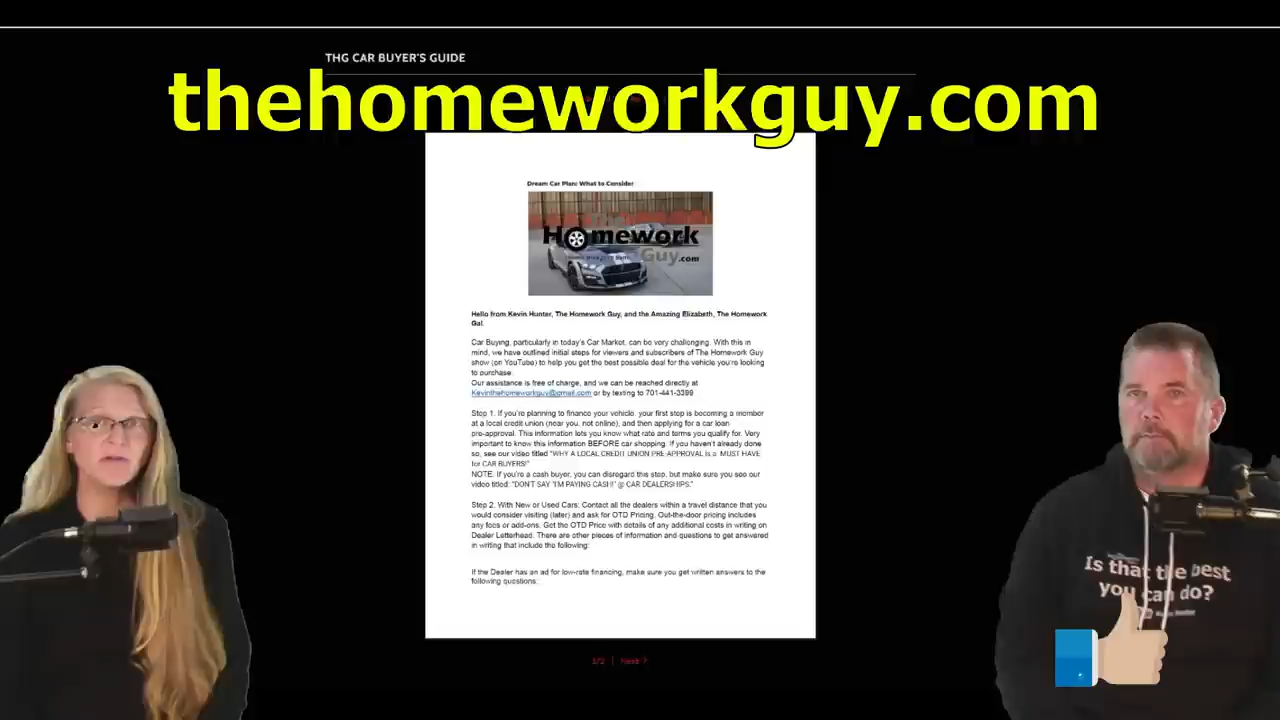 THG CAR BUYER'S GUIDE
thehomeworkguy.com
Dream Car Plan: What to Consider
The
Homework
Guy.com
Hello from Kevin Hunter, The Homework Guy, and the Amazing Elizabeth, The Homework
Gal.
Car Buying, particularly in today's Car Market, can be very challenging. With this in
mind, we have outlined initial steps for viewers and subscribers of The Homework Guy
show (on YouTube) to help you get the best possible deal for the vehicle you're looking
to purchase.
Our assistance is free of charge, and we can be reached directly at
Kevinthehomeworkguy@gmail.com or by texting to 701-441-3399
Step 1. If you're planning to finance your vehicle, your first step is becoming a member
at a local credit union (near you, not online), and then applying for a car loan
pre-approval. This information lets you know what rate and terms you qualify for. Very
important to know this information BEFORE car shopping. If you haven't already done
so, see our video titled "WHY A LOCAL CREDIT UNION PRE-APPROVAL is a MUST HAVE
for CAR BUYERS!"
NOTE: If you're a cash buyer, you can disregard this step, but make sure you see our
video titled: "DON'T SAY 'I'M PAYING CASH!' @ CAR DEALERSHIPS."
Step 2. With New or Used Cars: Contact all the dealers within a travel distance that you
would consider visiting (later) and ask for OTD Pricing. Out-the-door pricing includes
any fees or add-ons. Get the OTD Price with details of any additional costs in writing on
Dealer Letterhead. There are other pieces of information and questions to get answered
in writing that include the following:
If the Dealer has an ad for low-rate financing, make sure you get written answers to the
following questions:
1/2 | Next >
Is that the best
you can do?